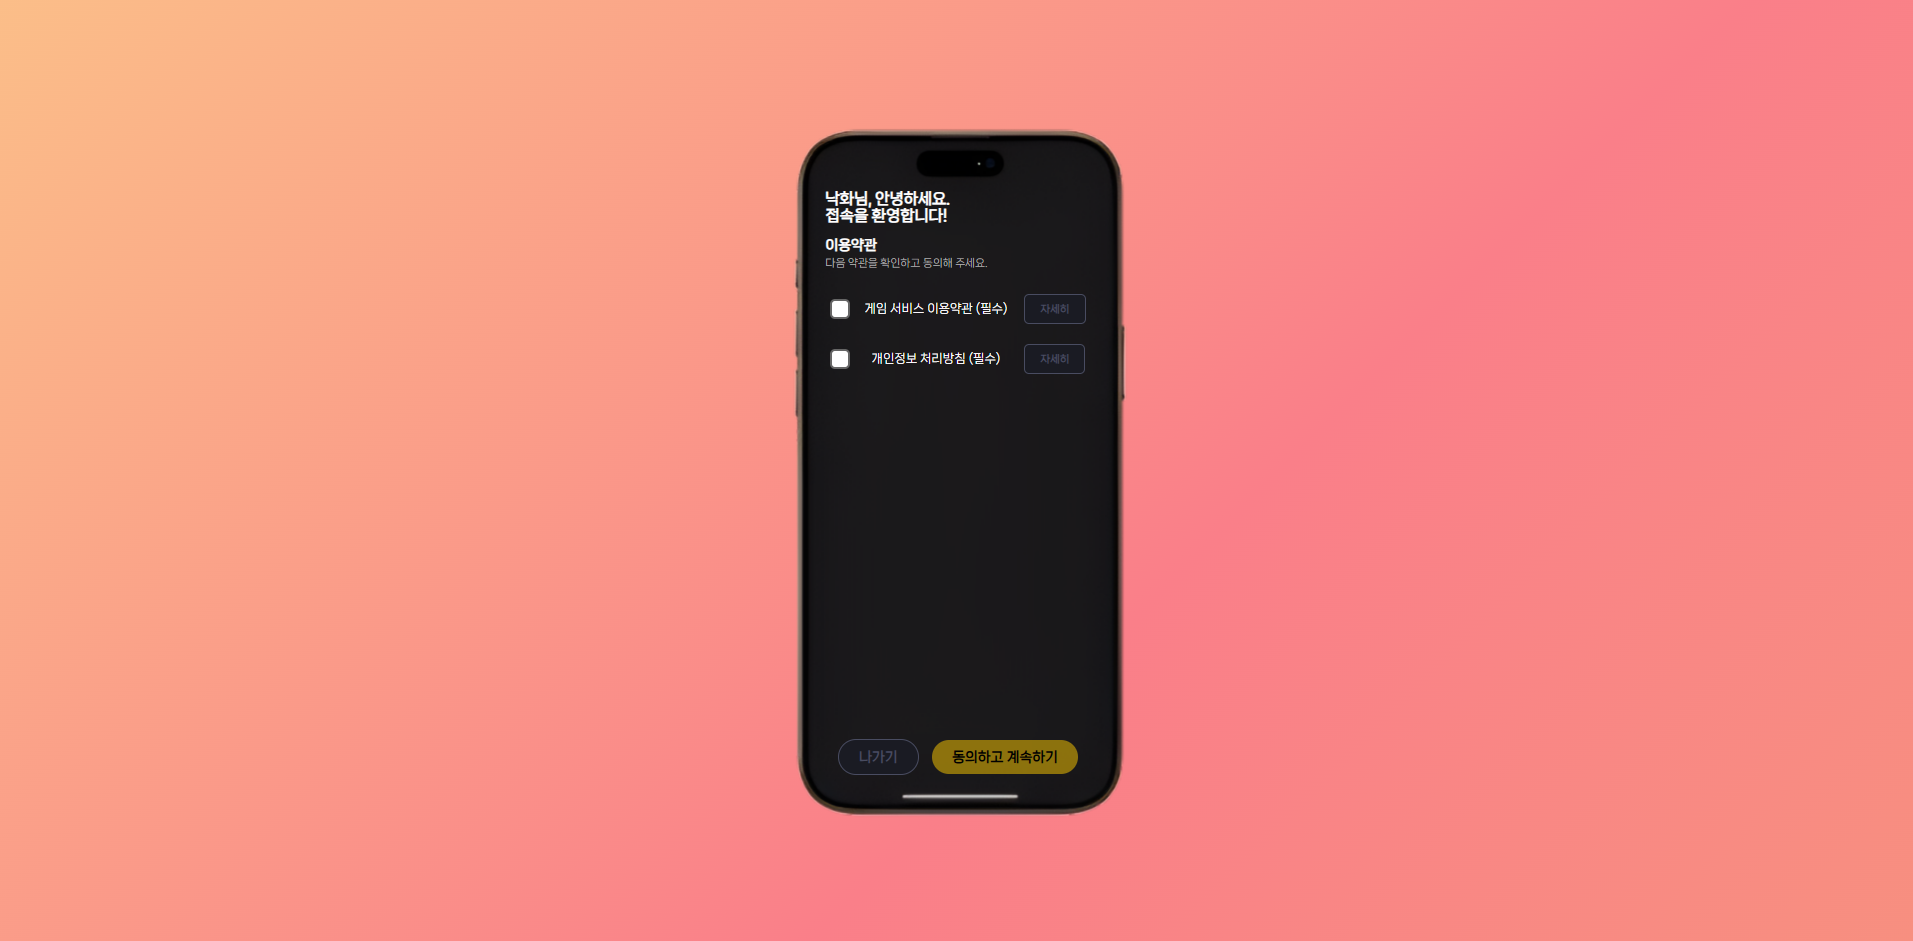 낙화님, 안녕하세요.
접속을 환영합니다!
이용약관
다음 약관을 확인하고 동의해 주세요.
게임 서비스 이용약관 (필수) 자세히
개인정보 처리방침 (필수) 자세히
나가기 동의하고 계속하기